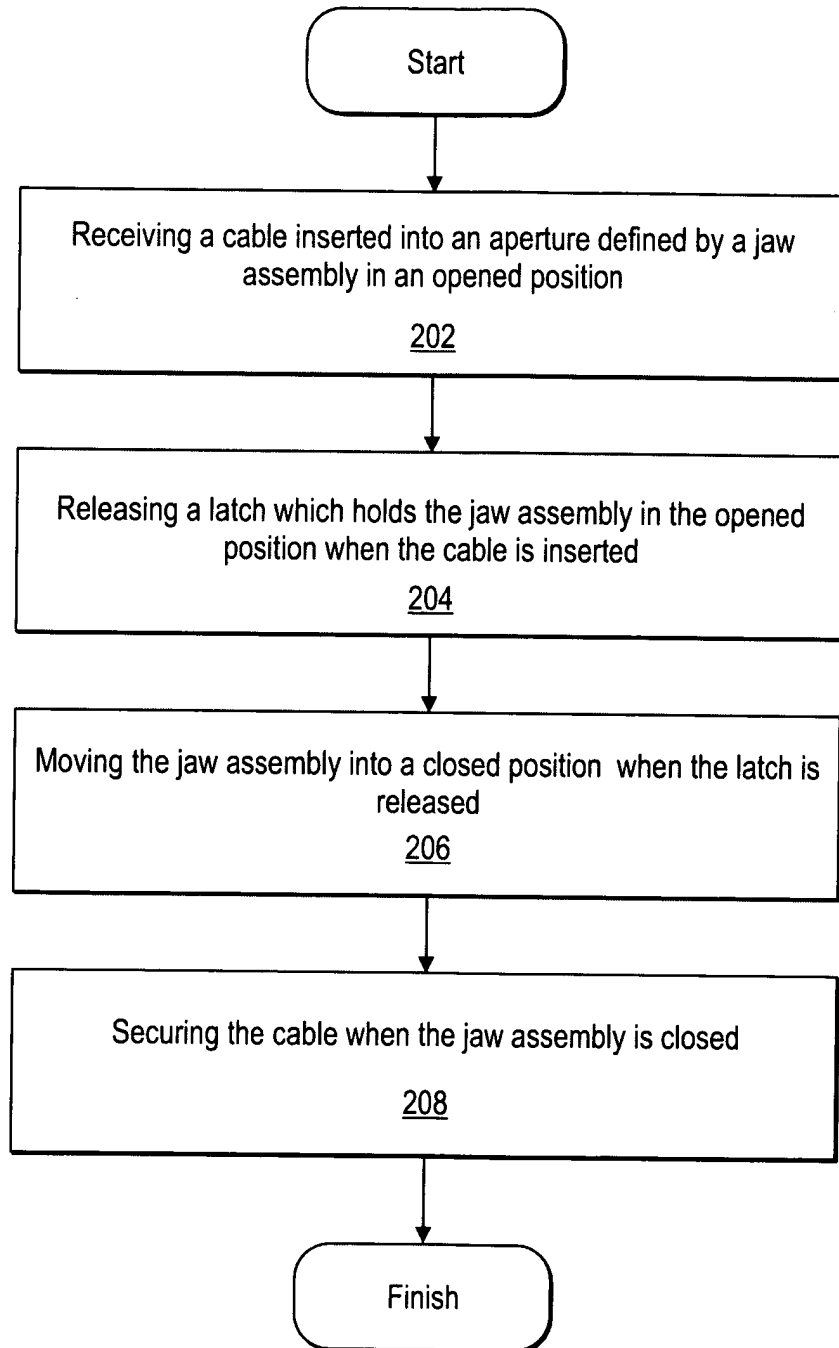 Start
Receiving a cable inserted into an aperture defined by a jaw
assembly in an opened position
202
Releasing a latch which holds the jaw assembly in the opened
position when the cable is inserted
204
Moving the jaw assembly into a closed position when the latch is
released
206
Securing the cable when the jaw assembly is closed
208
Finish